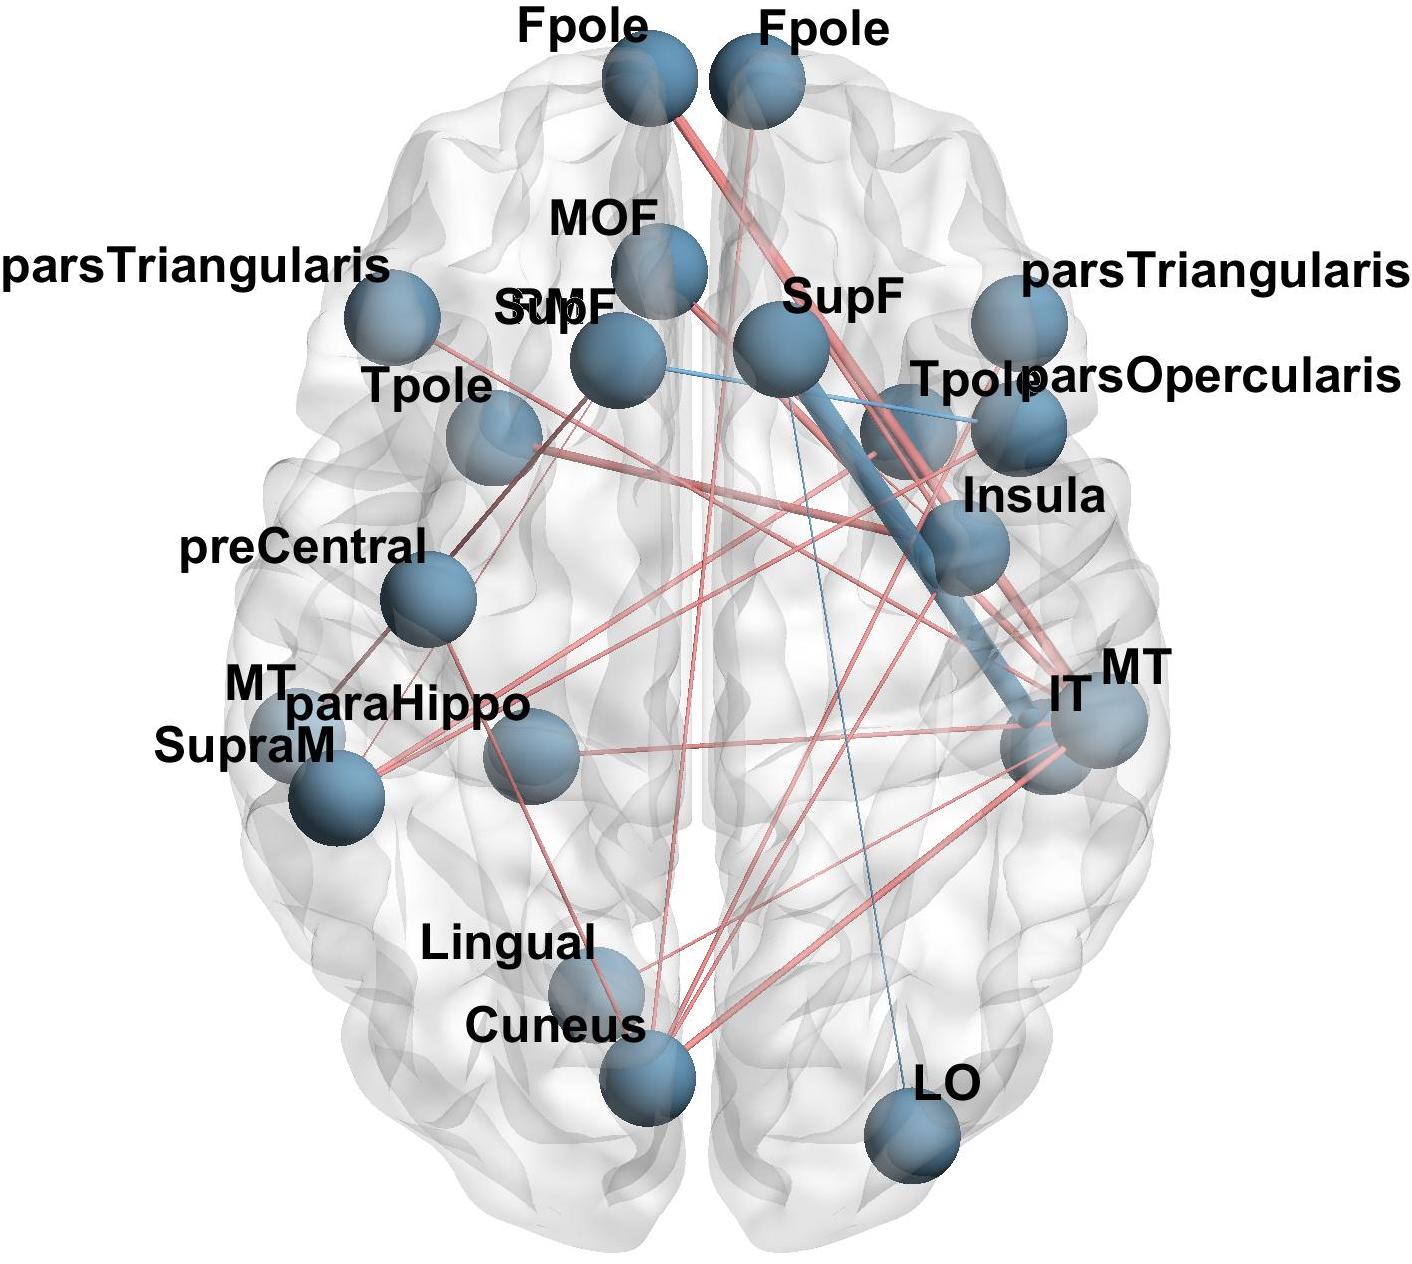 Fpole
Fpole
MOF
parsTriangularis
parsTriangularis
SupF
SupF
Tpole
Tpole
parsOpercularis
Insula
preCentral
MT
MT
IT
paraHippo
SupraM
Lingual
Cuneus
LO